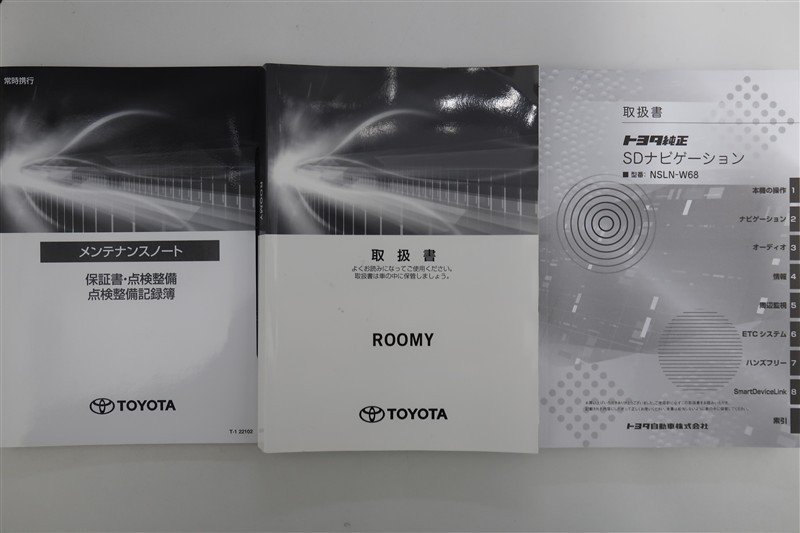 常時携行
メンテナンスノート
保証書・点検整備
点検整備記録簿
TOYOTA
ROOMY
取扱書
よくお読みになってご使用ください。
取扱書は車の中に保管しましょう。
ROOMY
TOYOTA
取扱書
トヨタ純正
SDナビゲーション
■ 型番: NSLN-W68
本機の操作 1
ナビゲーション 2
オーディオ 3
情報 4
周辺監視 5
ETC システム 6
ハンズフリー 7
SmartDeviceLink 8
索引
トヨタ自動車株式会社